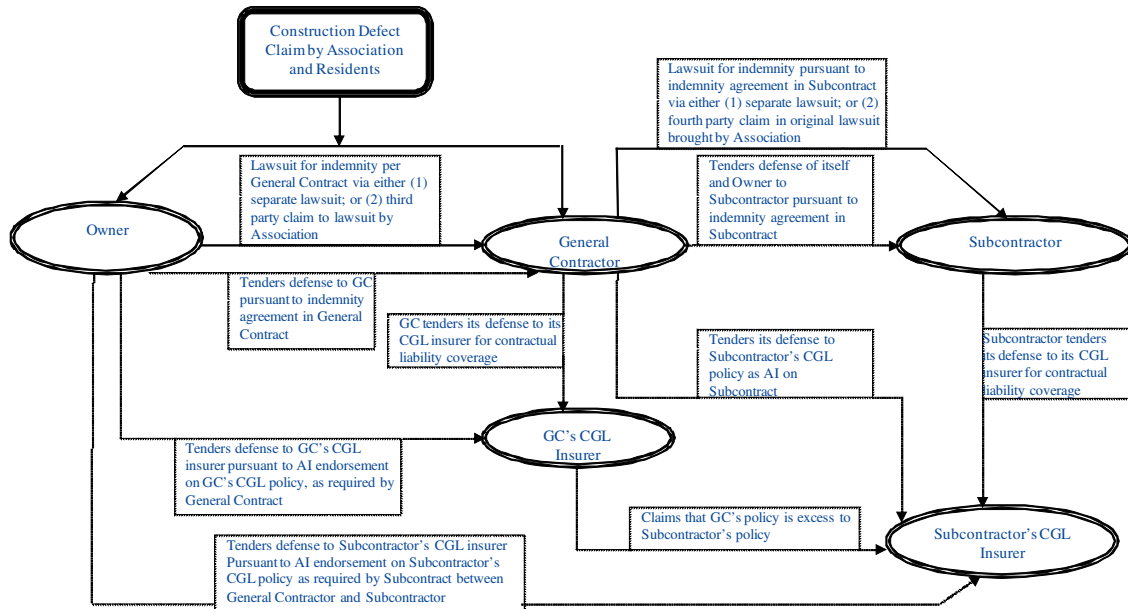 Construction Defect
Claim by Association
and Residents
Lawsuit for indemnity pursuant to
indemnity agreement in Subcontract
via either (1) separate lawsuit; or (2)
fourth party claim in original lawsuit
brought by Association
Lawsuit for indemnity per
General Contract via either (1)
separate lawsuit; or (2) third
party claim to lawsuit by
Association
Tenders defense of itself
and Owner to
Subcontractor pursuant to
indemnity agreement in
Subcontract
Owner
General
Contractor
Subcontractor
Tenders defense to GC
pursuant to indemnity
agreement in General
Contract
GC tenders its defense to its
CGL insurer for contractual
liability coverage
Tenders its defense to
Subcontractor's CGL
policy as AI on
Subcontract
Subcontractor tenders
its defense to its CGL
insurer for contractual
liability coverage
GC's CGL
Insurer
Tenders defense to GC's CGL
insurer pursuant to AI endorsement
on GC's CGL policy, as required by
General Contract
Claims that GC's policy is excess to
Subcontractor's policy
Subcontractor's CGL
Insurer
Tenders defense to Subcontractor's CGL insurer
Pursuant to AI endorsement on Subcontractor's
CGL policy as required by Subcontract between
General Contractor and Subcontractor